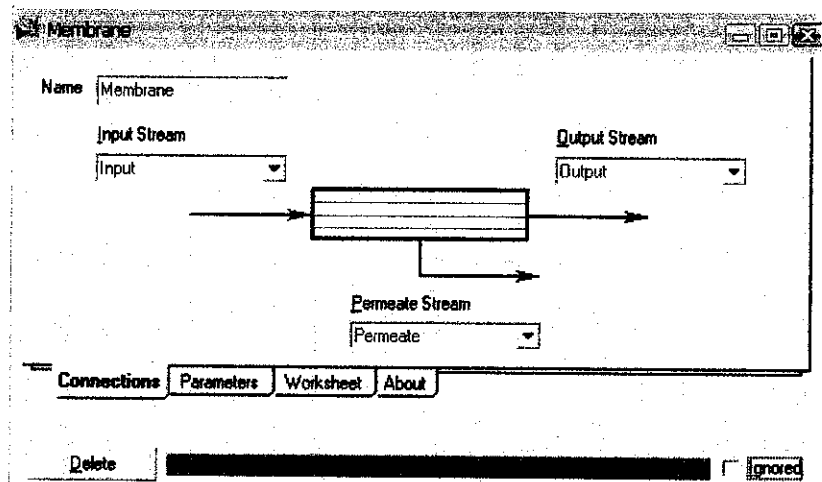 Membrane
Name Membrane
Input Stream
Input
Output Stream
Output
Permeate Stream
Permeate
Connections Parameters Worksheet About
Delete Ignored